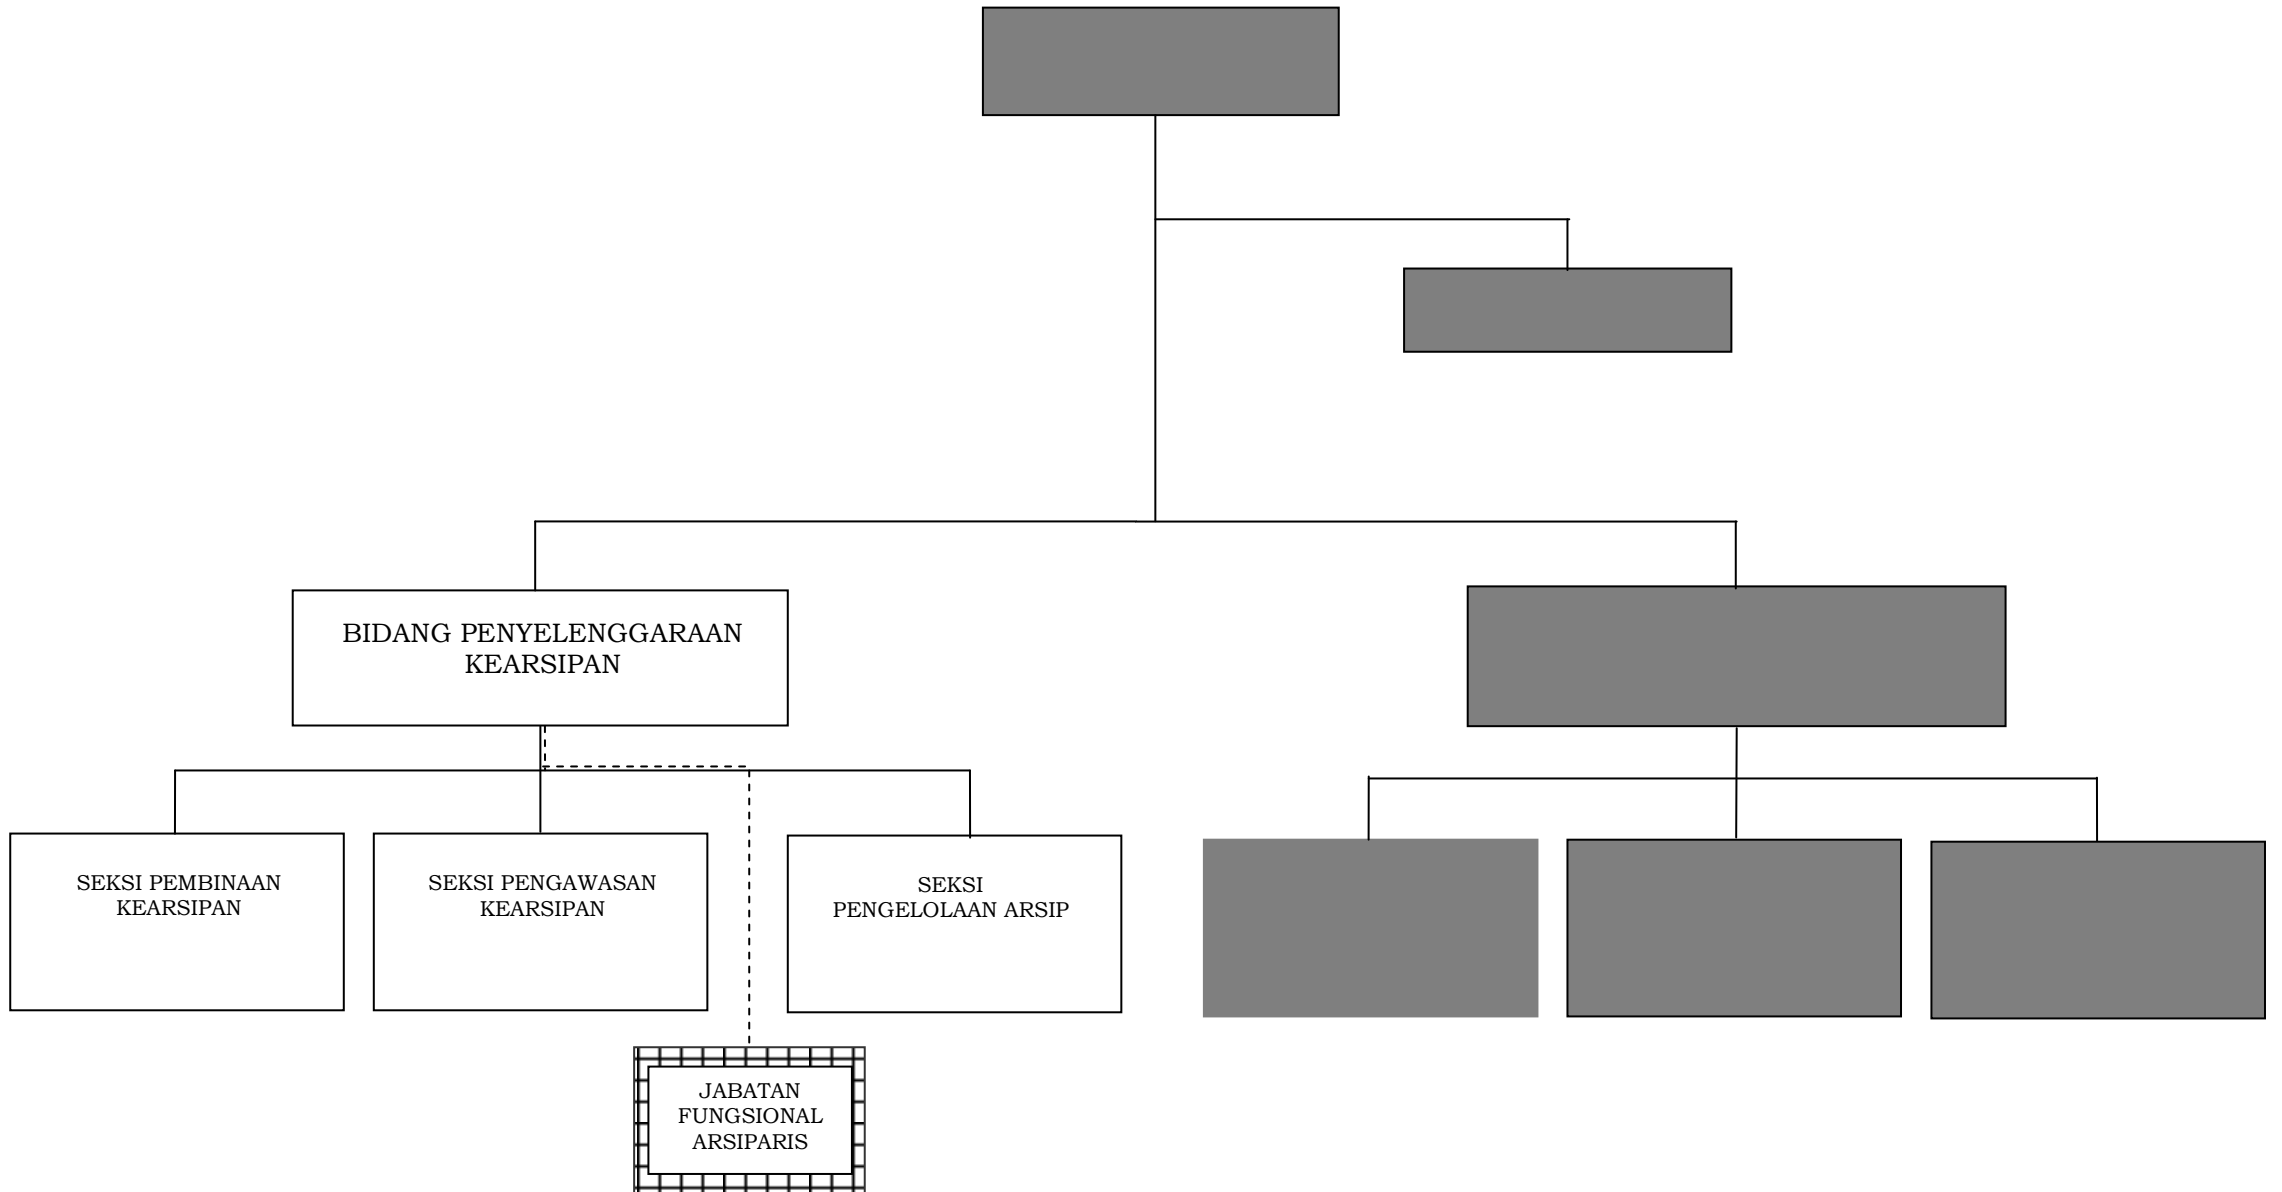 BIDANG PENYELENGGARAAN
KEARSIPAN
SEKSI PEMBINAAN
KEARSIPAN
SEKSI PENGAWASAN
KEARSIPAN
SEKSI
PENGELOLAAN ARSIP
JABATAN
FUNGSIONAL
ARSIPARIS